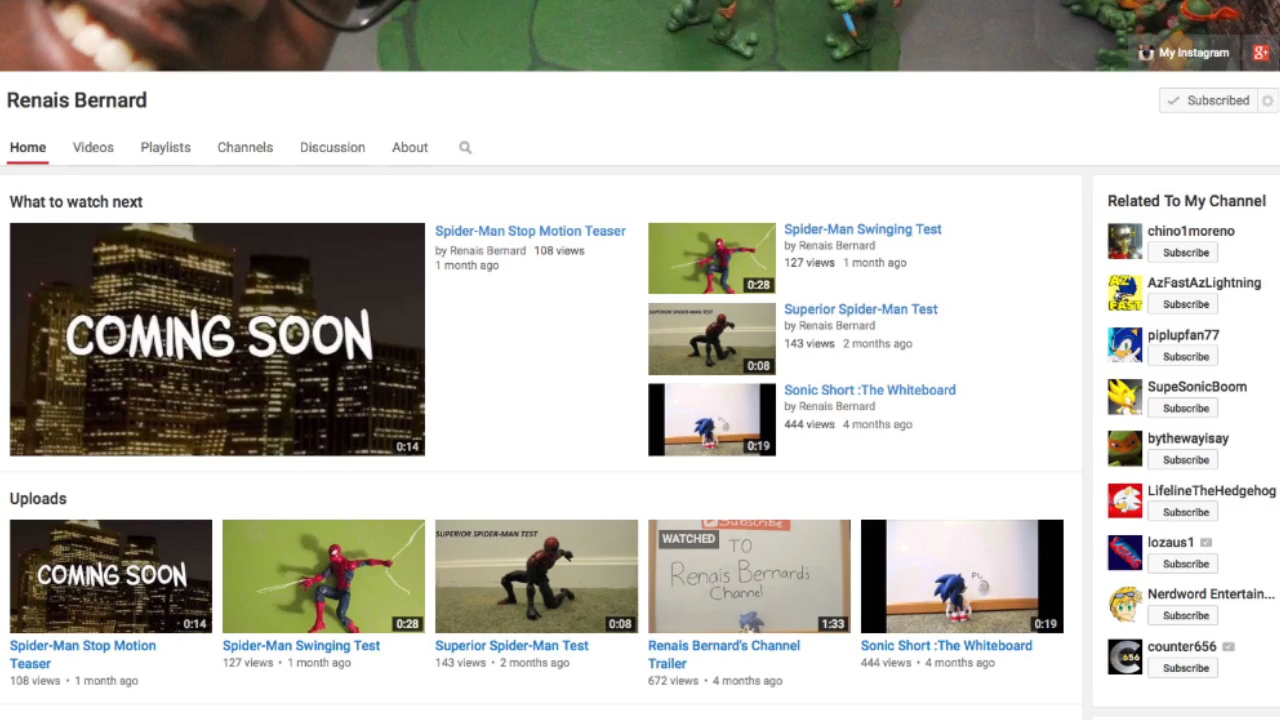 My Instagram
g+
Renais Bernard
Subscribed
Home Videos Playlists Channels Discussion About
What to watch next
COMING SOON
0:14
Spider-Man Stop Motion Teaser
by Renais Bernard 108 views
1 month ago
0:28
Spider-Man Swinging Test
by Renais Bernard
127 views 1 month ago
SUPERIOR SPIDER-MAN TEST
0:08
Superior Spider-Man Test
by Renais Bernard
143 views 2 months ago
0:19
Sonic Short :The Whiteboard
by Renais Bernard
444 views 4 months ago
Uploads
COMING SOON
0:14
Spider-Man Stop Motion
Teaser
108 views • 1 month ago
0:28
Spider-Man Swinging Test
127 views • 1 month ago
SUPERIOR SPIDER-MAN TEST
0:08
Superior Spider-Man Test
143 views • 2 months ago
Subscribe
WATCHED
TO
Renais Bernard's
Channel
1:33
Renais Bernard's Channel
Trailer
672 views • 4 months ago
0:19
Sonic Short :The Whiteboard
444 views • 4 months ago
Related To My Channel
chino1moreno
Subscribe
AZ
FAST
AzFastAzLightning
Subscribe
piplupfan77
Subscribe
SupeSonicBoom
Subscribe
bythewayisay
Subscribe
LifelineTheHedgehog
Subscribe
lozaus1
Subscribe
Nerdword Entertain...
Subscribe
656
counter656
Subscribe